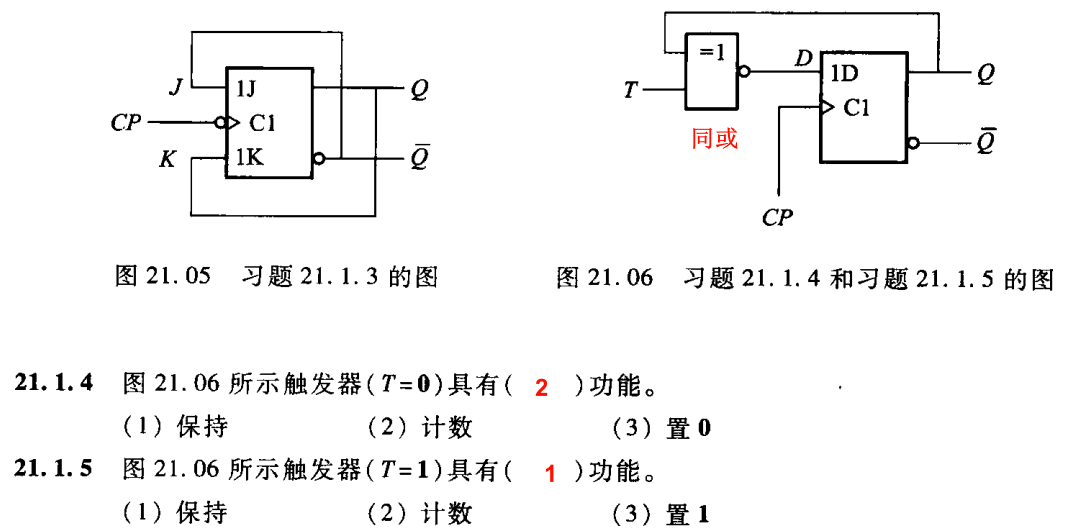 J
1J
Q
CP
C1
K
1K
Q̅
=1
D
1D
Q
T
C1
同或
Q̅
CP
图 21.05 习题 21.1.3 的图
图 21.06 习题 21.1.4 和习题 21.1.5 的图
21.1.4 图 21.06 所示触发器(T=0)具有( 2 )功能。
(1) 保持 (2) 计数 (3) 置 0
21.1.5 图 21.06 所示触发器(T=1)具有( 1 )功能。
(1) 保持 (2) 计数 (3) 置 1